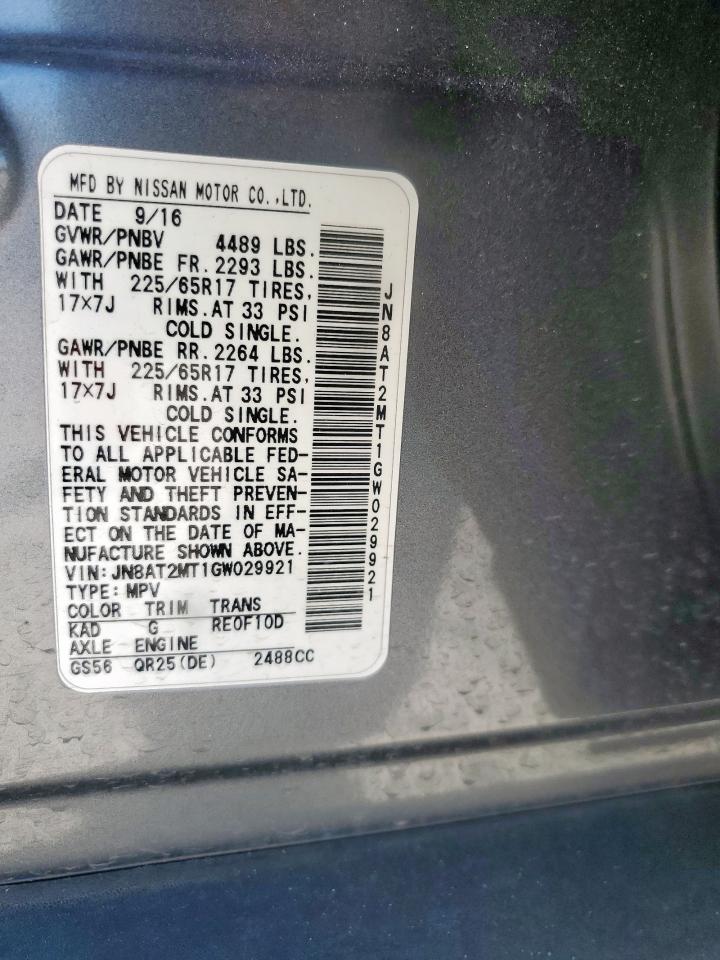 MFD BY NISSAN MOTOR CO.,LTD.
DATE 9/16
GVWR/PNBV 4489 LBS.
GAWR/PNBE FR. 2293 LBS.
WITH 225/65R17 TIRES,
17X7J RIMS.AT 33 PSI
COLD SINGLE.
GAWR/PNBE RR. 2264 LBS.
WITH 225/65R17 TIRES,
17X7J RIMS.AT 33 PSI
COLD SINGLE.
THIS VEHICLE CONFORMS
TO ALL APPLICABLE FED-
ERAL MOTOR VEHICLE SA-
FETY AND THEFT PREVEN-
TION STANDARDS IN EFF-
ECT ON THE DATE OF MA-
NUFACTURE SHOWN ABOVE.
VIN:JN8AT2MT1GW029921
TYPE:MPV
COLOR TRIM TRANS
KAD G RE0F10D
AXLE ENGINE
GS56 QR25(DE) 2488CC
JN8AT2MT1GW029921